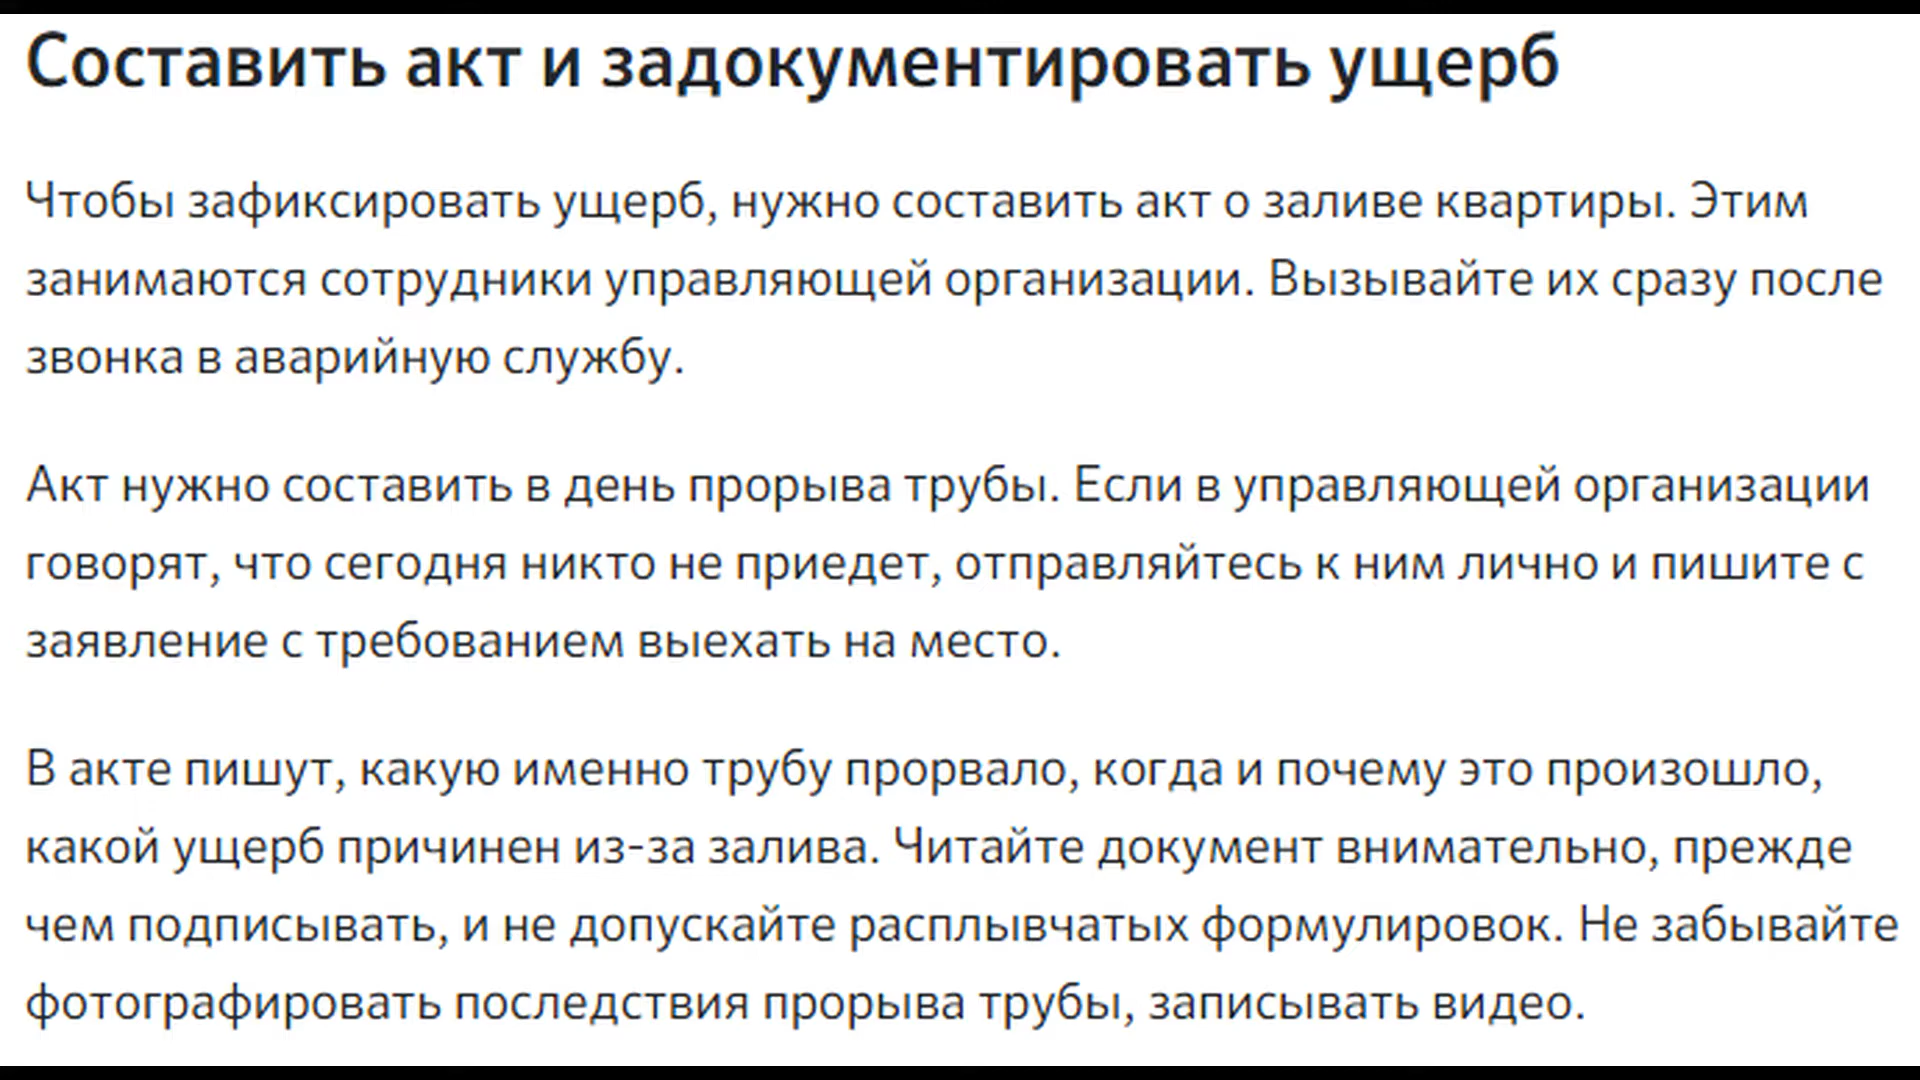 Составить акт и задокументировать ущерб
Чтобы зафиксировать ущерб, нужно составить акт о заливе квартиры. Этим
занимаются сотрудники управляющей организации. Вызывайте их сразу после
звонка в аварийную службу.
Акт нужно составить в день прорыва трубы. Если в управляющей организации
говорят, что сегодня никто не приедет, отправляйтесь к ним лично и пишите с
заявление с требованием выехать на место.
В акте пишут, какую именно трубу прорвало, когда и почему это произошло,
какой ущерб причинен из-за залива. Читайте документ внимательно, прежде
чем подписывать, и не допускайте расплывчатых формулировок. Не забывайте
фотографировать последствия прорыва трубы, записывать видео.